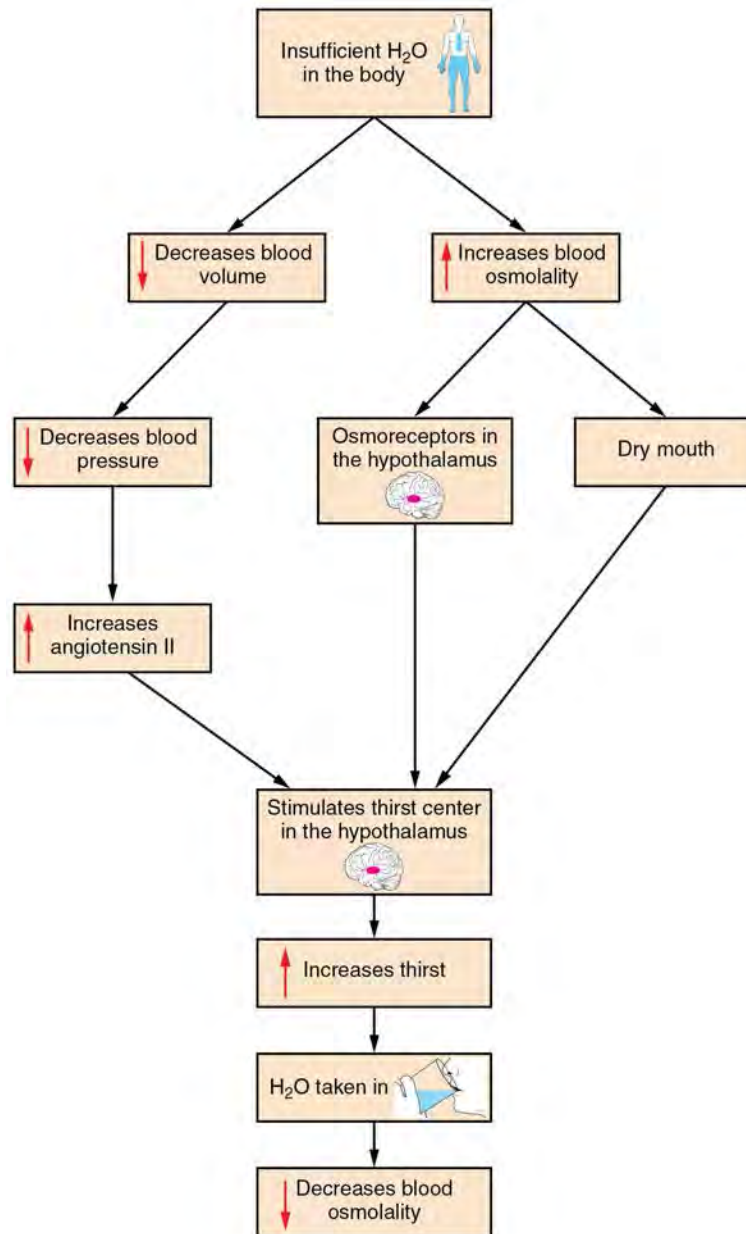 Insufficient H₂O
in the body
Decreases blood
volume
Increases blood
osmolality
Decreases blood
pressure
Osmoreceptors in
the hypothalamus
Dry mouth
Increases
angiotensin II
Stimulates thirst center
in the hypothalamus
Increases thirst
H₂O taken in
Decreases blood
osmolality